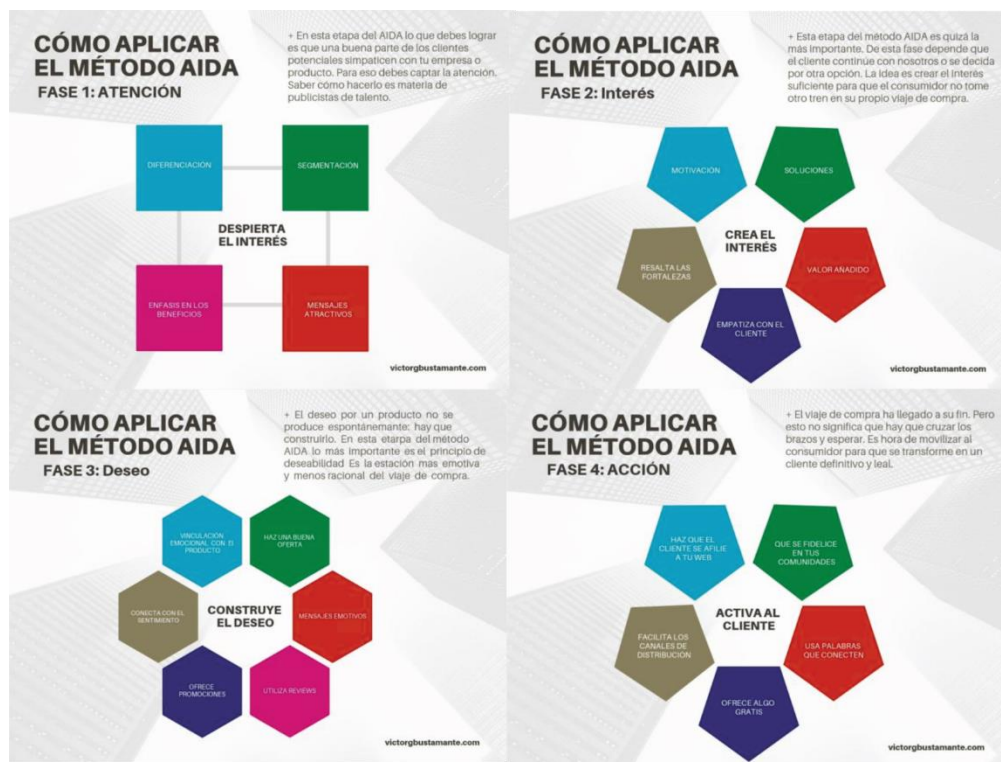 CÓMO APLICAR
EL MÉTODO AIDA
FASE 1: ATENCIÓN
+ En esta etapa del AIDA lo que debes lograr
es que una buena parte de los clientes
potenciales simpaticen con tu empresa o
producto. Para eso debes captar la atención.
Saber cómo hacerlo es materia de
publicistas de talento.
DIFERENCIACIÓN
SEGMENTACIÓN
DESPIERTA
EL INTERÉS
ENFASIS EN LOS
BENEFICIOS
MENSAJES
ATRACTIVOS
victorgbustamante.com
CÓMO APLICAR
EL MÉTODO AIDA
FASE 2: Interés
+ Esta etapa del método AIDA es quizá la
más importante. De esta fase depende que
el cliente continúe con nosotros o se decida
por otra opción. La idea es crear el interés
suficiente para que el consumidor no tome
otro tren en su propio viaje de compra.
MOTIVACIÓN
SOLUCIONES
CREA EL
INTERÉS
RESALTA LAS
FORTALEZAS
VALOR AÑADIDO
EMPATIZA CON EL
CLIENTE
victorgbustamante.com
CÓMO APLICAR
EL MÉTODO AIDA
FASE 3: Deseo
+ El deseo por un producto no se
produce espontánemante: hay que
construirlo. En esta etarpa del método
AIDA lo más importante es el principio de
deseabilidad Es la estación mas emotiva
y menos racional del viaje de compra.
VINCULACIÓN
EMOCIONAL CON El
PRODUCTO
HAZ UNA BUENA
OFERTA
CONECTA CON EL
SENTIMIENTO
CONSTRUYE
EL DESEO
MENSAJES EMOTIVOS
OFRECE
PROMOCIONES
UTILIZA REVIEWS
victorgbustamante.com
CÓMO APLICAR
EL MÉTODO AIDA
FASE 4: ACCIÓN
+ El viaje de compra ha llegado a su fin. Pero
esto no significa que hay que cruzar los
brazos y esperar. Es hora de movilizar al
consumidor para que se transforme en un
cliente definitivo y leal.
HAZ QUE EL
CLIENTE SE AFILIE
A TU WEB
QUE SE FIDELICE
EN TUS
COMUNIDADES
ACTIVA AL
CLIENTE
FACILITA LOS
CANALES DE
DISTRIBUCIÓN
USA PALABRAS
QUE CONECTEN
OFRECE ALGO
GRATIS
victorgbustamante.com